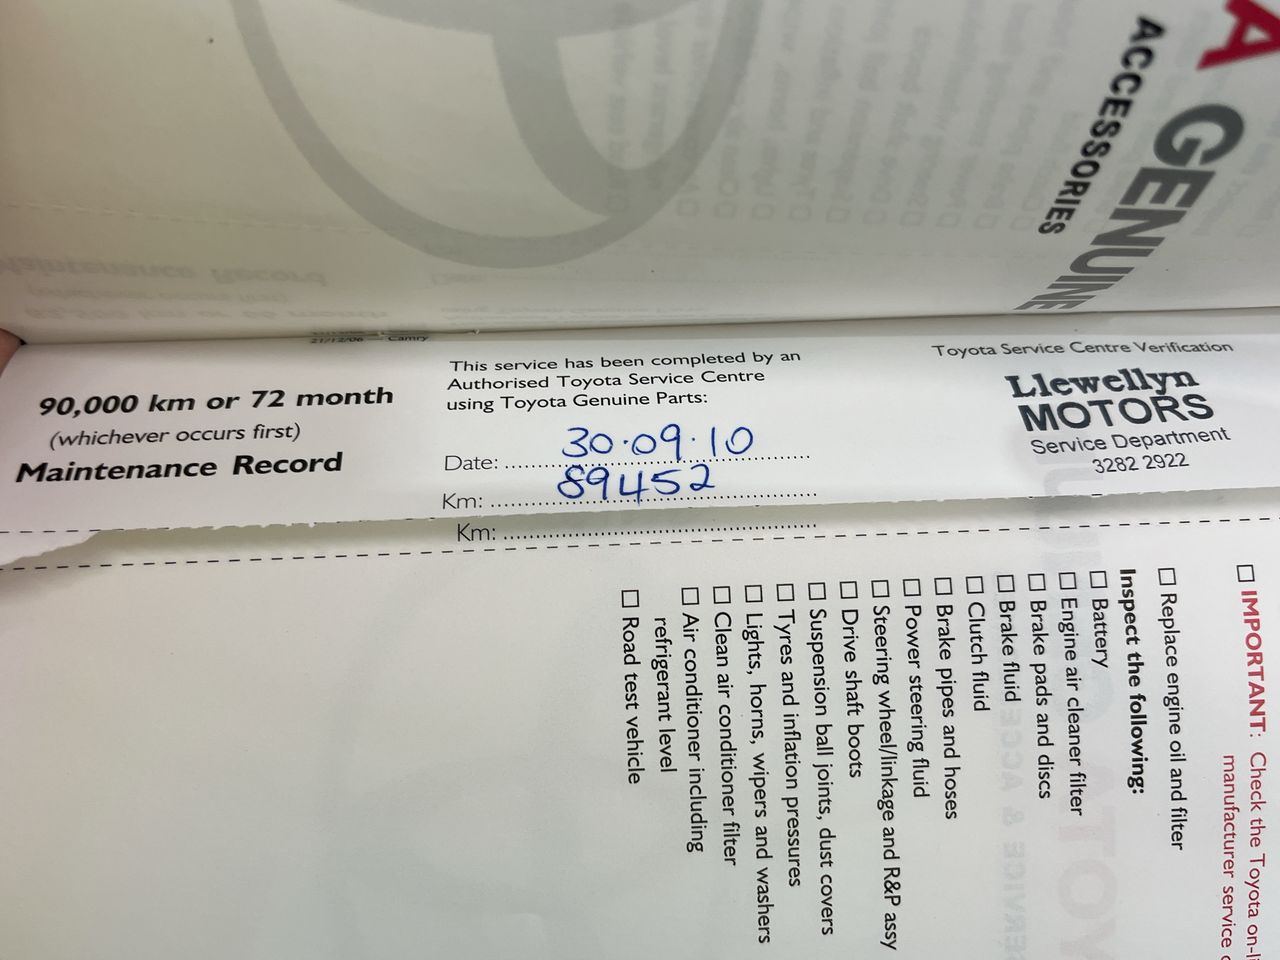 A GENUINE
ACCESSORIES
21/12/06 — Camry
90,000 km or 72 month
(whichever occurs first)
Maintenance Record
This service has been completed by an
Authorised Toyota Service Centre
using Toyota Genuine Parts:
Date: 30.09.10
Km: 89452
Toyota Service Centre Verification
Llewellyn
MOTORS
Service Department
3282 2922
Km:
IMPORTANT: Check the Toyota on-li
manufacturer service
Replace engine oil and filter
Inspect the following:
Battery
Engine air cleaner filter
Brake pads and discs
Brake fluid
Clutch fluid
Brake pipes and hoses
Power steering fluid
Steering wheel/linkage and R&P assy
Drive shaft boots
Suspension ball joints, dust covers
Tyres and inflation pressures
Lights, horns, wipers and washers
Clean air conditioner filter
Air conditioner including
refrigerant level
Road test vehicle